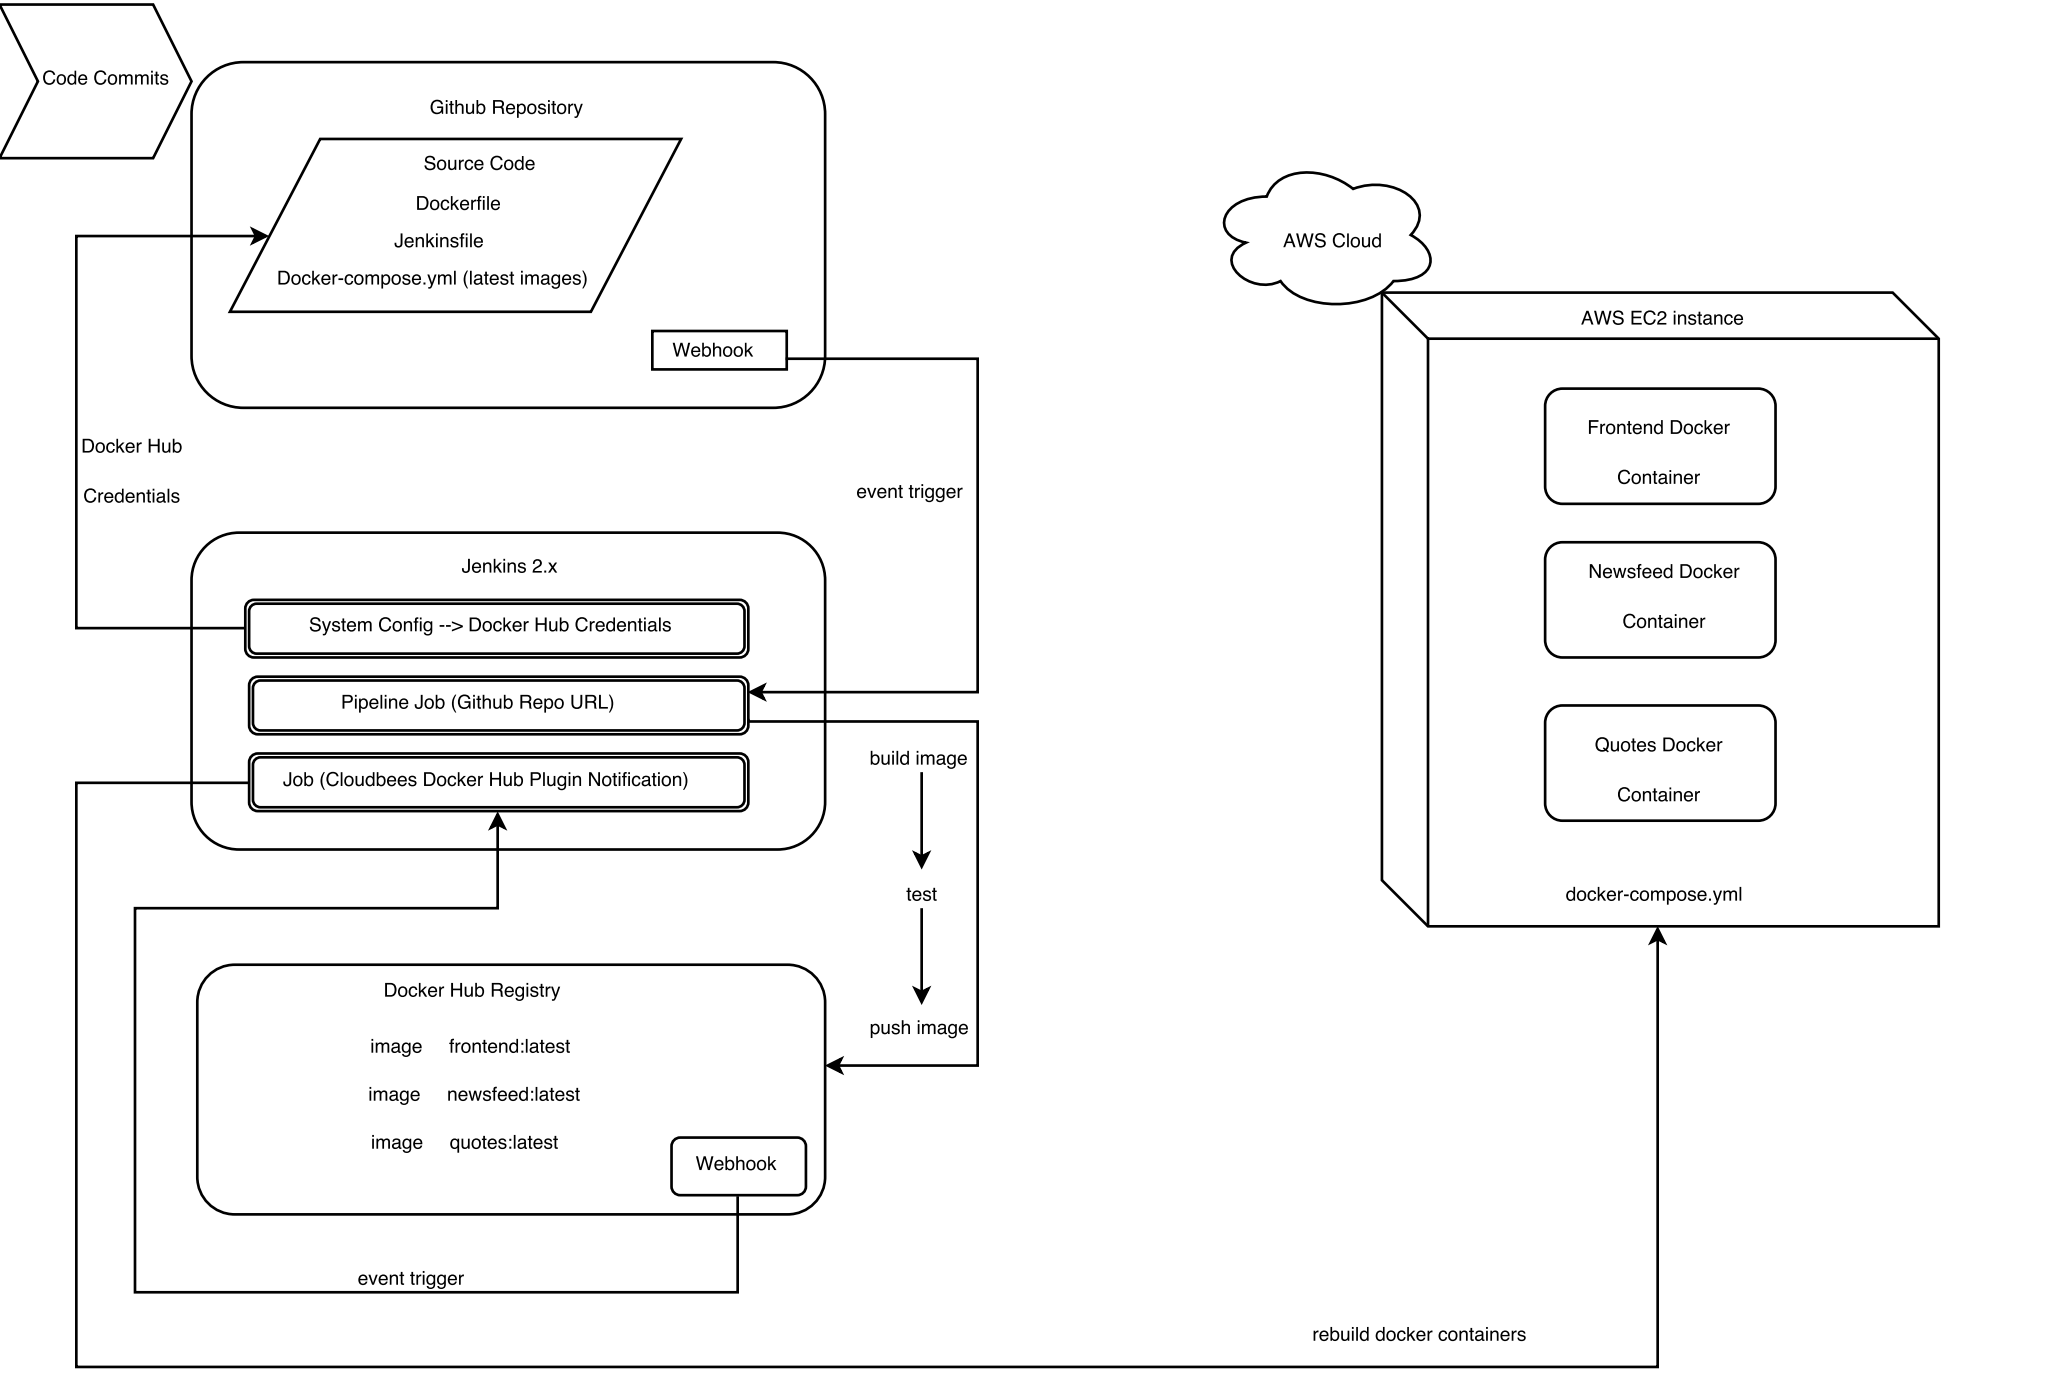 Code Commits
Github Repository
Source Code
Dockerfile
Jenkinsfile
Docker-compose.yml (latest images)
Webhook
Docker Hub
Credentials
event trigger
Jenkins 2.x
System Config --> Docker Hub Credentials
Pipeline Job (Github Repo URL)
Job (Cloudbees Docker Hub Plugin Notification)
build image
test
push image
Docker Hub Registry
image frontend:latest
image newsfeed:latest
image quotes:latest
Webhook
event trigger
rebuild docker containers
AWS Cloud
AWS EC2 instance
Frontend Docker
Container
Newsfeed Docker
Container
Quotes Docker
Container
docker-compose.yml